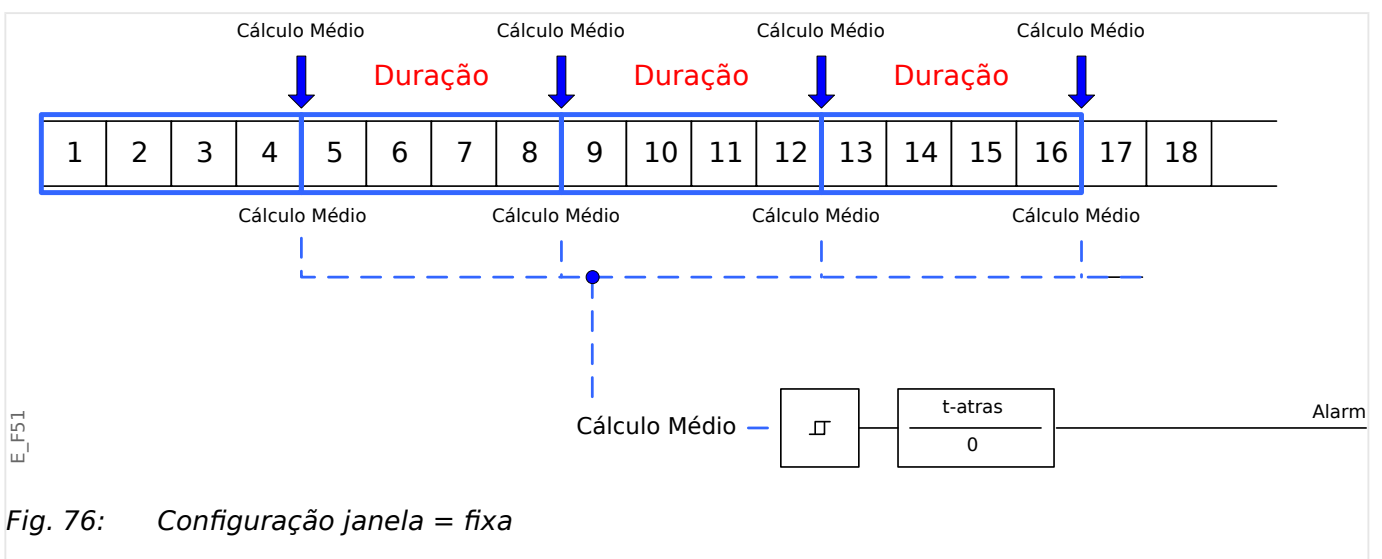 Cálculo Médio Cálculo Médio Cálculo Médio Cálculo Médio
Duração Duração Duração
1 2 3 4 5 6 7 8 9 10 11 12 13 14 15 16 17 18
Cálculo Médio Cálculo Médio Cálculo Médio Cálculo Médio
t-atras
Alarm
Cálculo Médio
0
E_F51
Fig. 76: Configuração janela = fixa